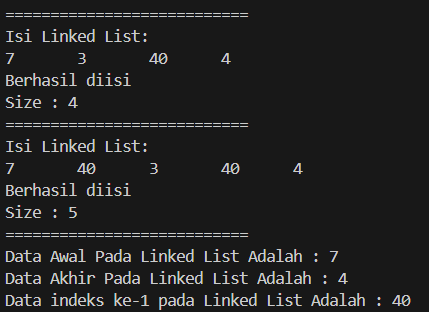 ===========================
Isi Linked List:
7 3 40 4
Berhasil diisi
Size : 4
===========================
Isi Linked List:
7 40 3 40 4
Berhasil diisi
Size : 5
===========================
Data Awal Pada Linked List Adalah : 7
Data Akhir Pada Linked List Adalah : 4
Data indeks ke-1 pada Linked List Adalah : 40